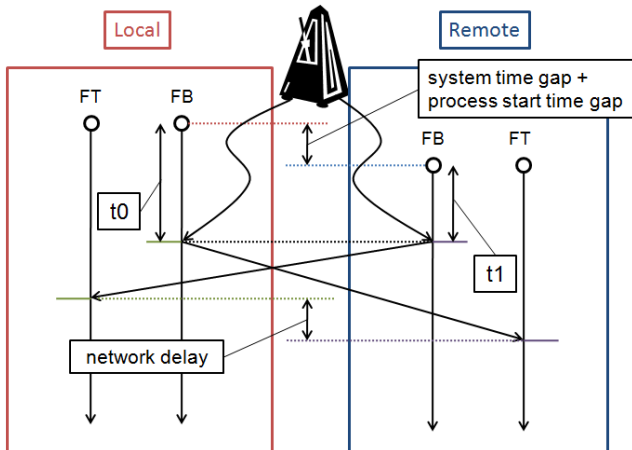 Local
Remote
system time gap +
process start time gap
FT
FB
FB
FT
t0
t1
network delay